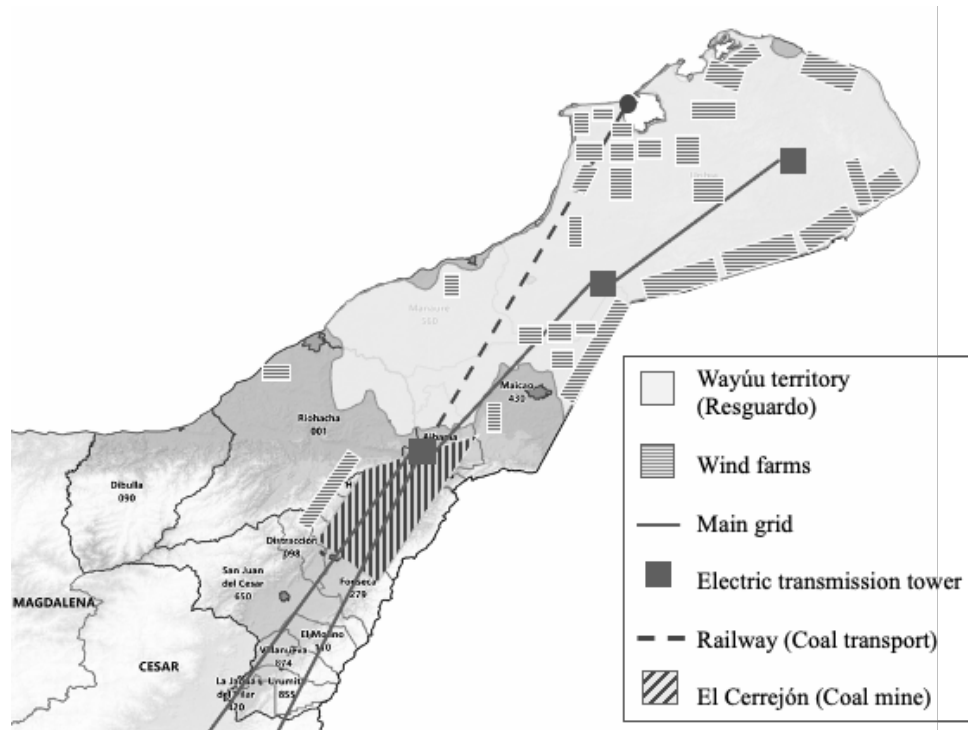 Manaure
560
Maicao
430
Riohacha
001
Albania
Dibulla
090
H
Distracción
098
San Juan
del Cesar
650
Fonseca
279
MAGDALENA
CESAR
El Molino
Villanueva
874
Urumita
855
420
Wayúu territory
(Resguardo)
Wind farms
Main grid
Electric transmission tower
Railway (Coal transport)
El Cerrejón (Coal mine)